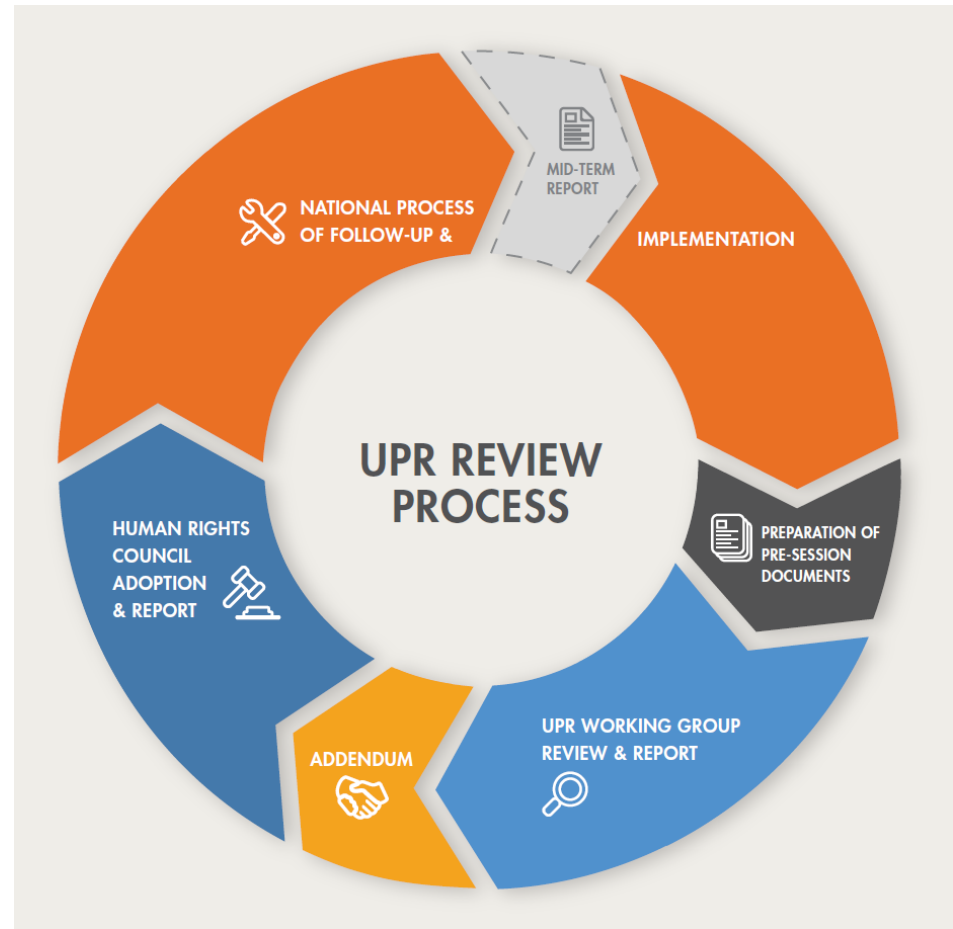 MID-TERM
REPORT
NATIONAL PROCESS
OF FOLLOW-UP &
IMPLEMENTATION
UPR REVIEW
PROCESS
HUMAN RIGHTS
COUNCIL
ADOPTION
& REPORT
PREPARATION OF
PRE-SESSION
DOCUMENTS
UPR WORKING GROUP
REVIEW & REPORT
ADDENDUM